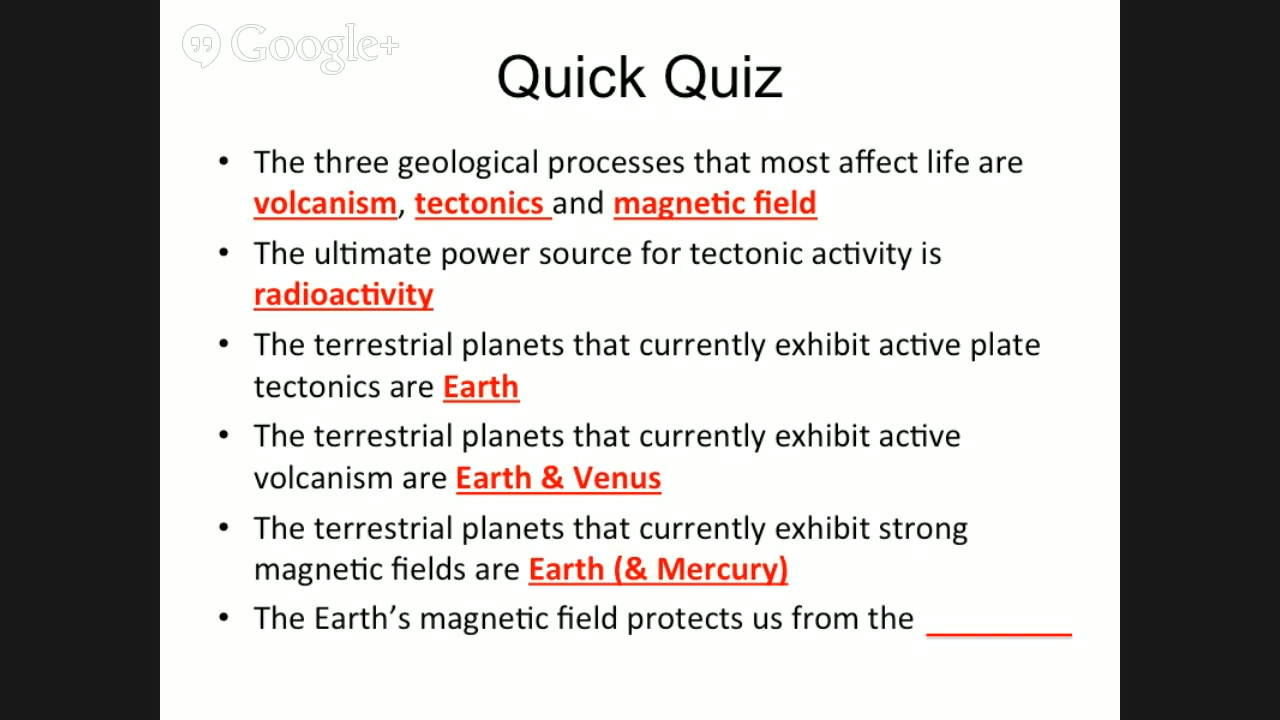 Google+
Quick Quiz
• The three geological processes that most affect life are
volcanism, tectonics and magnetic field
• The ultimate power source for tectonic activity is
radioactivity
• The terrestrial planets that currently exhibit active plate
tectonics are Earth
• The terrestrial planets that currently exhibit active
volcanism are Earth & Venus
• The terrestrial planets that currently exhibit strong
magnetic fields are Earth (& Mercury)
• The Earth’s magnetic field protects us from the ________